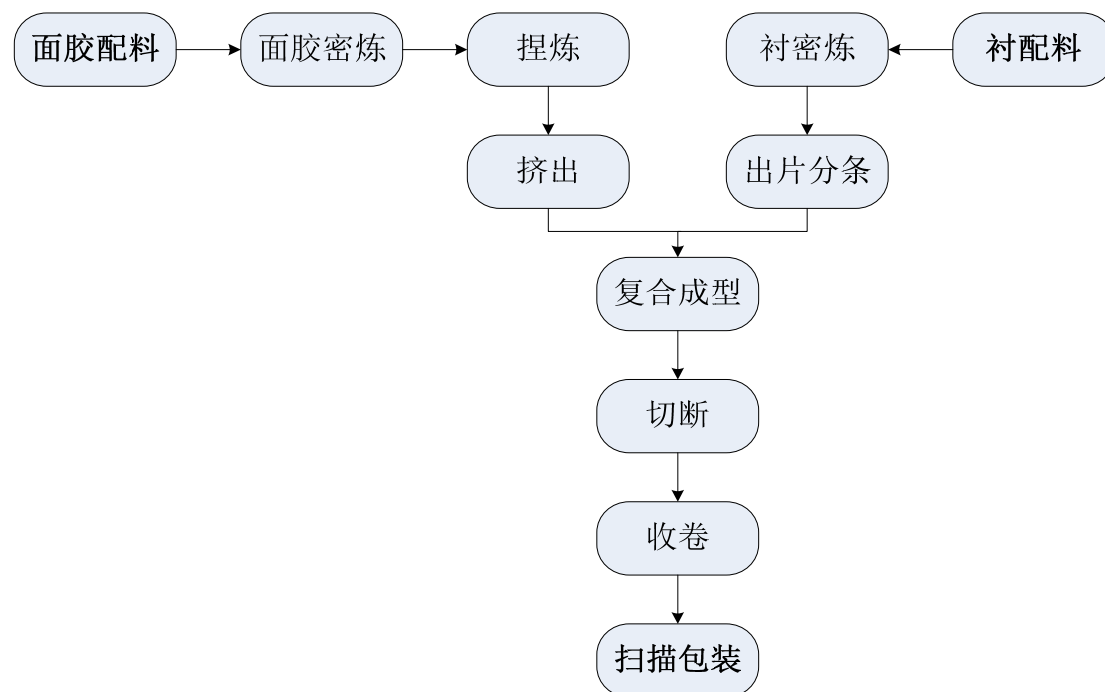 面胶配料
面胶密炼
捏炼
衬密炼
衬配料
挤出
出片分条
复合成型
切断
收卷
扫描包装